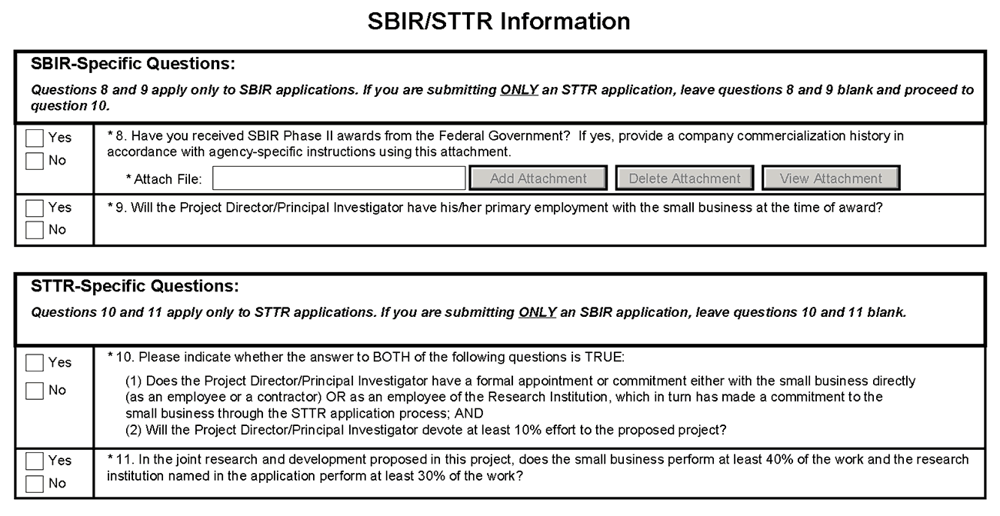 SBIR/STTR Information
SBIR-Specific Questions:
Questions 8 and 9 apply only to SBIR applications. If you are submitting ONLY an STTR application, leave questions 8 and 9 blank and proceed to
question 10.
Yes
No
* 8. Have you received SBIR Phase II awards from the Federal Government? If yes, provide a company commercialization history in
accordance with agency-specific instructions using this attachment.
* Attach File: Add Attachment Delete Attachment View Attachment
Yes
No
* 9. Will the Project Director/Principal Investigator have his/her primary employment with the small business at the time of award?
STTR-Specific Questions:
Questions 10 and 11 apply only to STTR applications. If you are submitting ONLY an SBIR application, leave questions 10 and 11 blank.
Yes
No
* 10. Please indicate whether the answer to BOTH of the following questions is TRUE:
(1) Does the Project Director/Principal Investigator have a formal appointment or commitment either with the small business directly
(as an employee or a contractor) OR as an employee of the Research Institution, which in turn has made a commitment to the
small business through the STTR application process; AND
(2) Will the Project Director/Principal Investigator devote at least 10% effort to the proposed project?
Yes
No
* 11. In the joint research and development proposed in this project, does the small business perform at least 40% of the work and the research
institution named in the application perform at least 30% of the work?